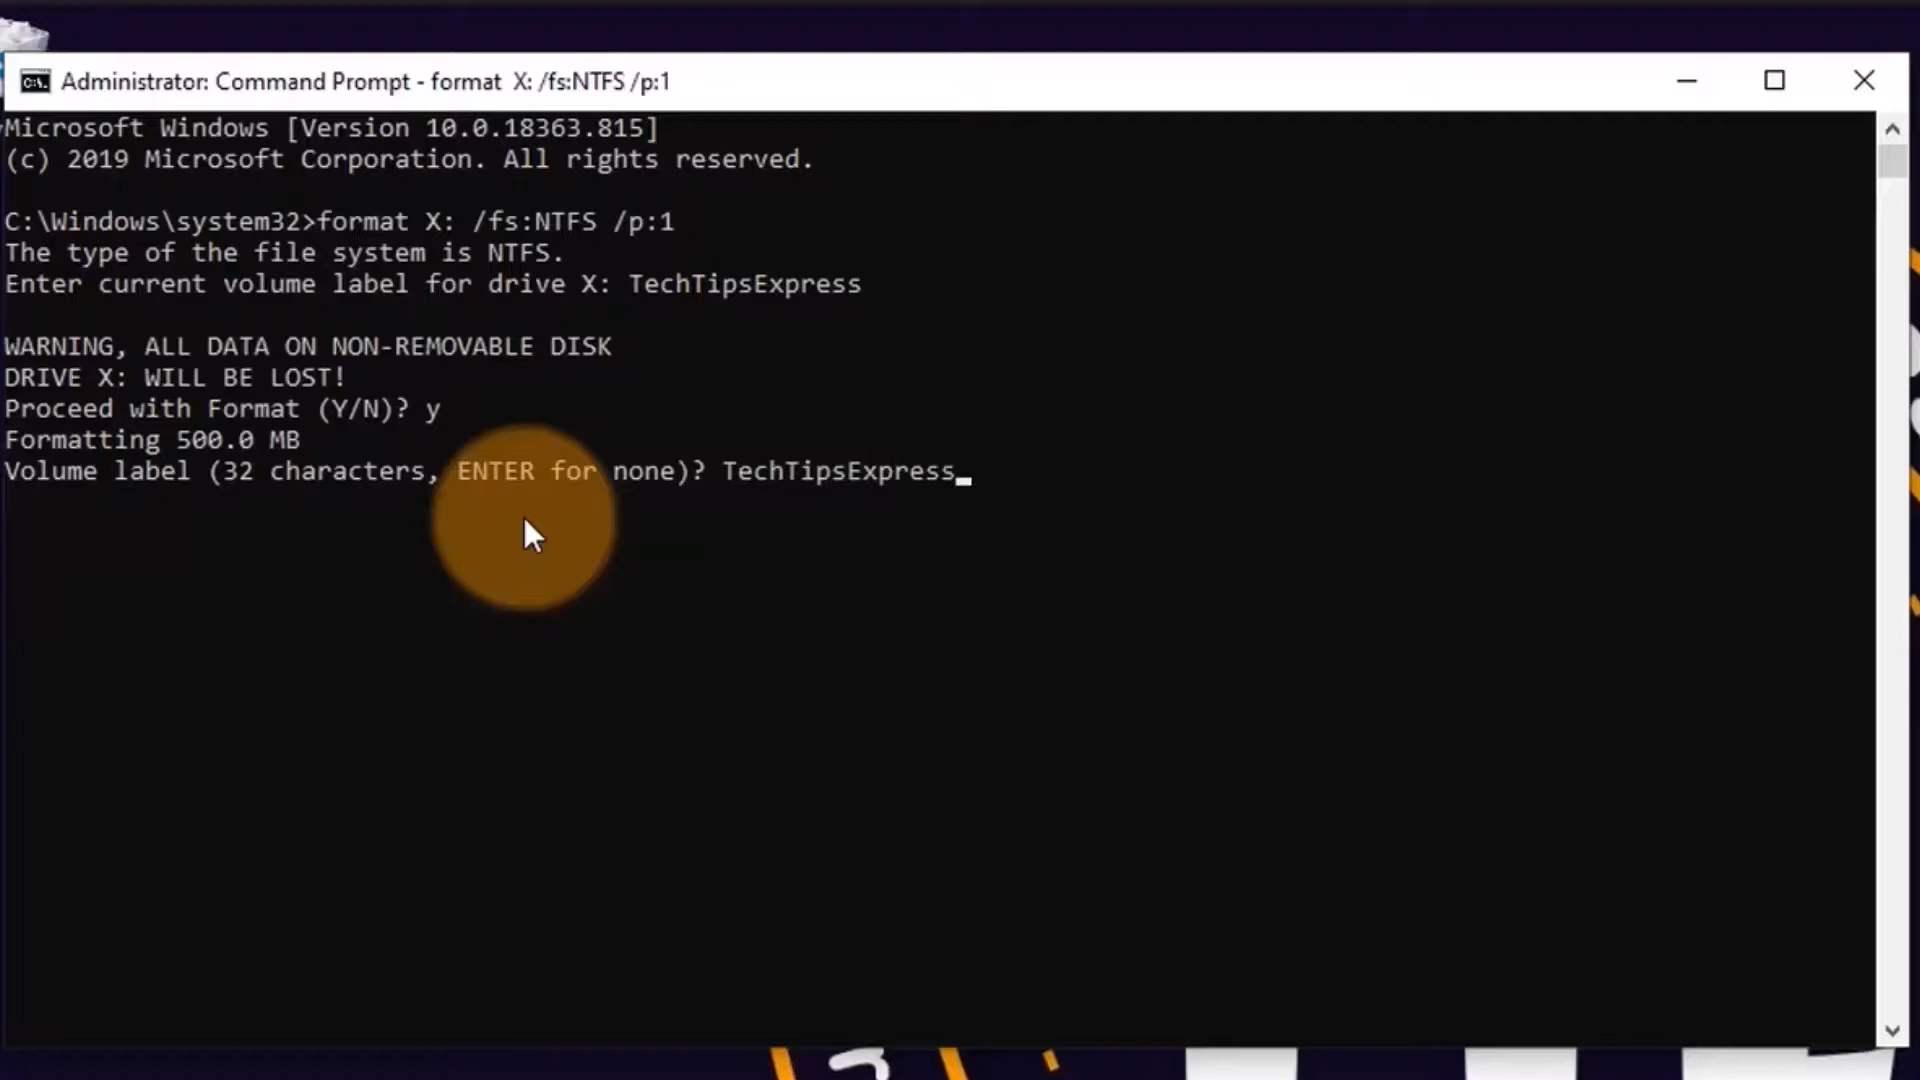 Administrator: Command Prompt - format  X: /fs:NTFS /p:1
Microsoft Windows [Version 10.0.18363.815]
(c) 2019 Microsoft Corporation. All rights reserved.
C:\Windows\system32>format X: /fs:NTFS /p:1
The type of the file system is NTFS.
Enter current volume label for drive X: TechTipsExpress
WARNING, ALL DATA ON NON-REMOVABLE DISK
DRIVE X: WILL BE LOST!
Proceed with Format (Y/N)? y
Formatting 500.0 MB
Volume label (32 characters, ENTER for none)? TechTipsExpress